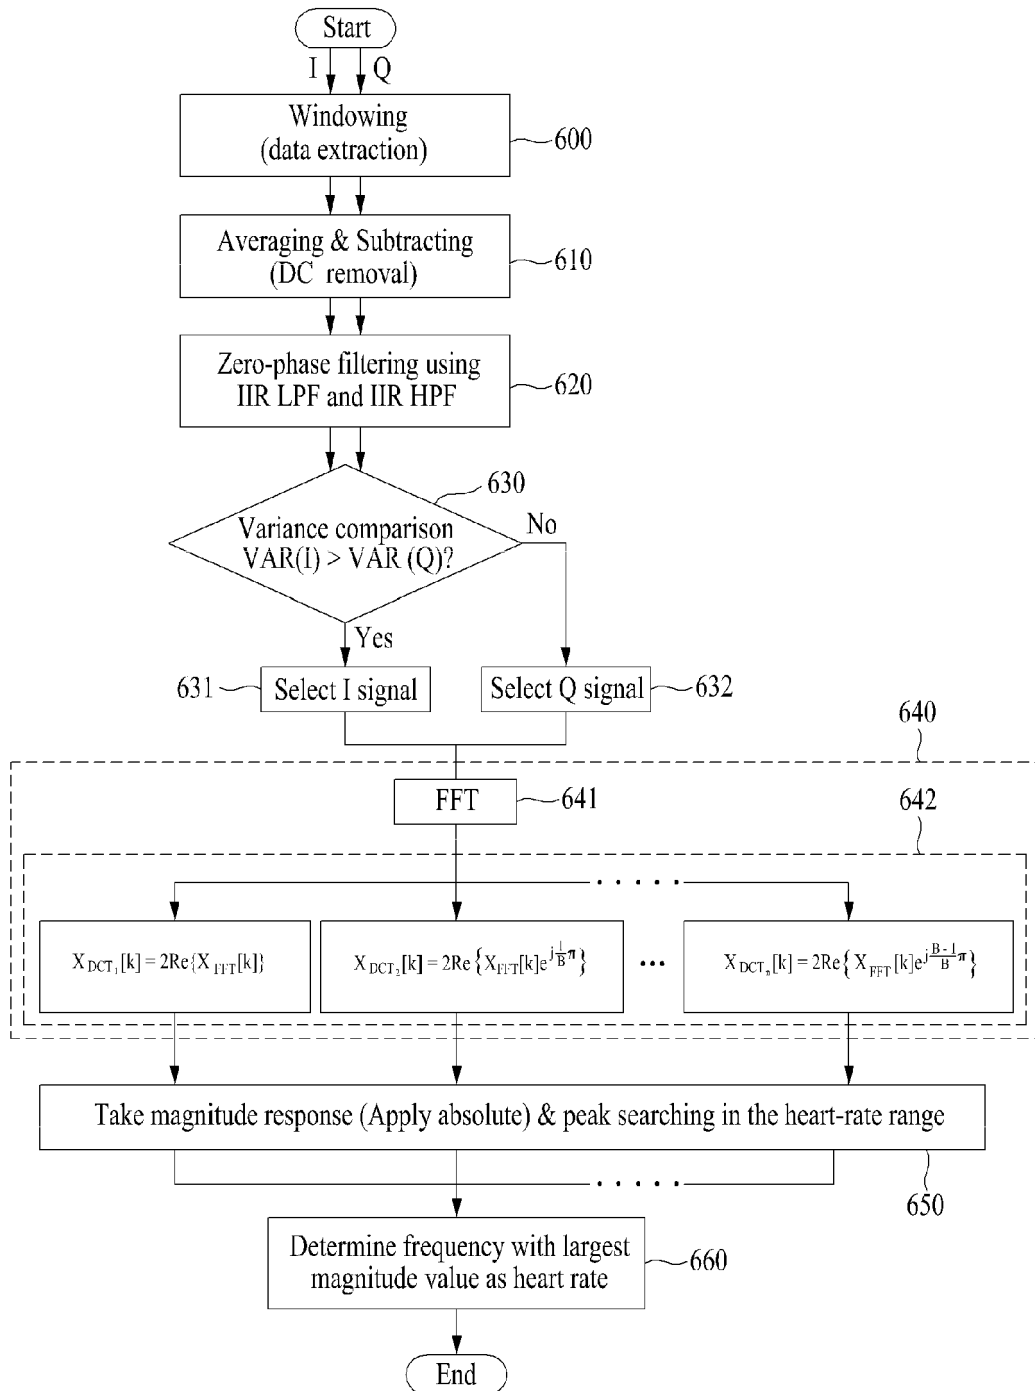 Start
I Q
Windowing
(data extraction)
600
Averaging & Subtracting
(DC removal)
610
Zero-phase filtering using
IIR LPF and IIR HPF
620
630
Variance comparison
VAR(I) > VAR (Q)?
No
Yes
631
Select I signal
Select Q signal
632
640
FFT
641
642
. . . . .
X_DCT₁[k] = 2Re{X_FFT[k]}
X_DCT₂[k] = 2Re{X_FFT[k]e^{j\frac{1}{B}π}}
...
X_DCTₙ[k] = 2Re{X_FFT[k]e^{j\frac{B-1}{B}π}}
Take magnitude response (Apply absolute) & peak searching in the heart-rate range
. . . . .
650
Determine frequency with largest
magnitude value as heart rate
660
End